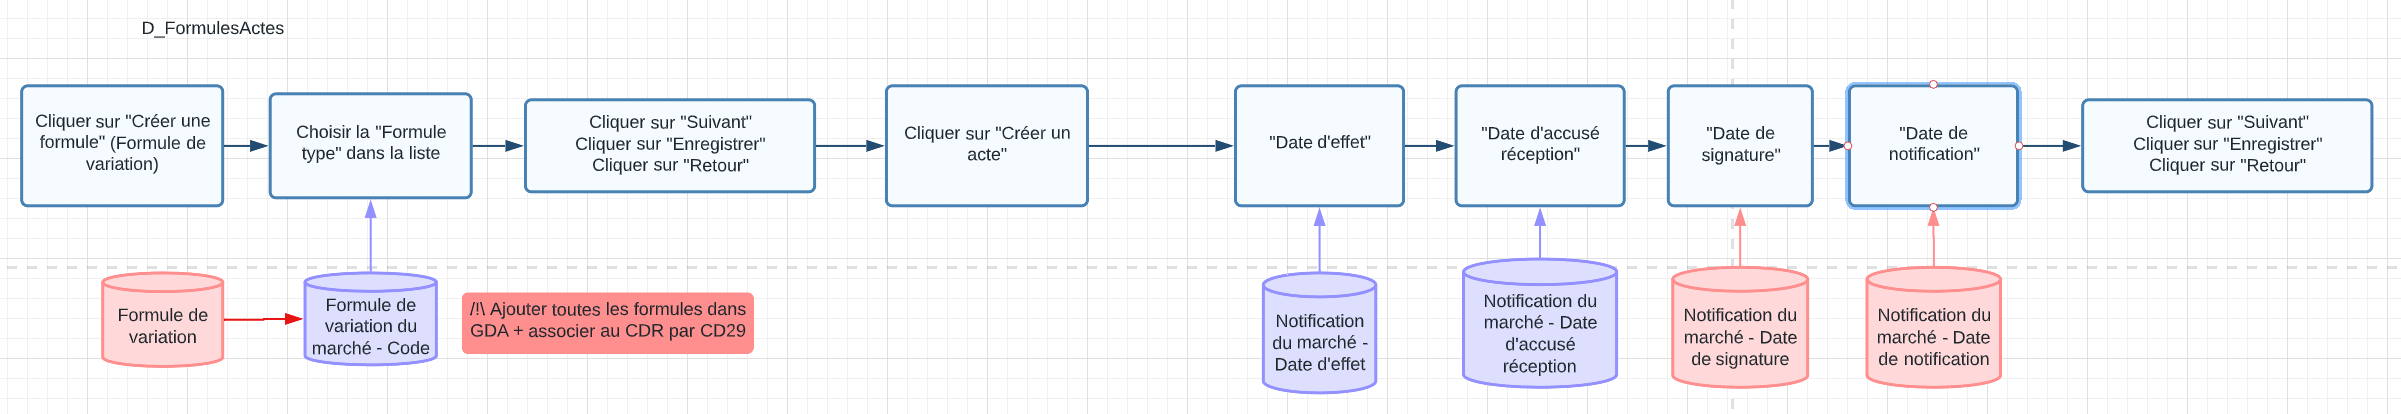 D_FormulesActes
Cliquer sur "Créer une
formule" (Formule de
variation)
Choisir la "Formule
type" dans la liste
Cliquer sur "Suivant"
Cliquer sur "Enregistrer"
Cliquer sur "Retour"
Cliquer sur "Créer un
acte"
"Date d'effet"
"Date d'accusé
réception"
"Date de
signature"
"Date de
notification"
Cliquer sur "Suivant"
Cliquer sur "Enregistrer"
Cliquer sur "Retour"
Formule de
variation
Formule de
variation du
marché - Code
/!\ Ajouter toutes les formules dans
GDA + associer au CDR par CD29
Notification
du marché -
Date d'effet
Notification du
marché - Date
d'accusé
réception
Notification du
marché - Date
de signature
Notification du
marché - Date
de notification